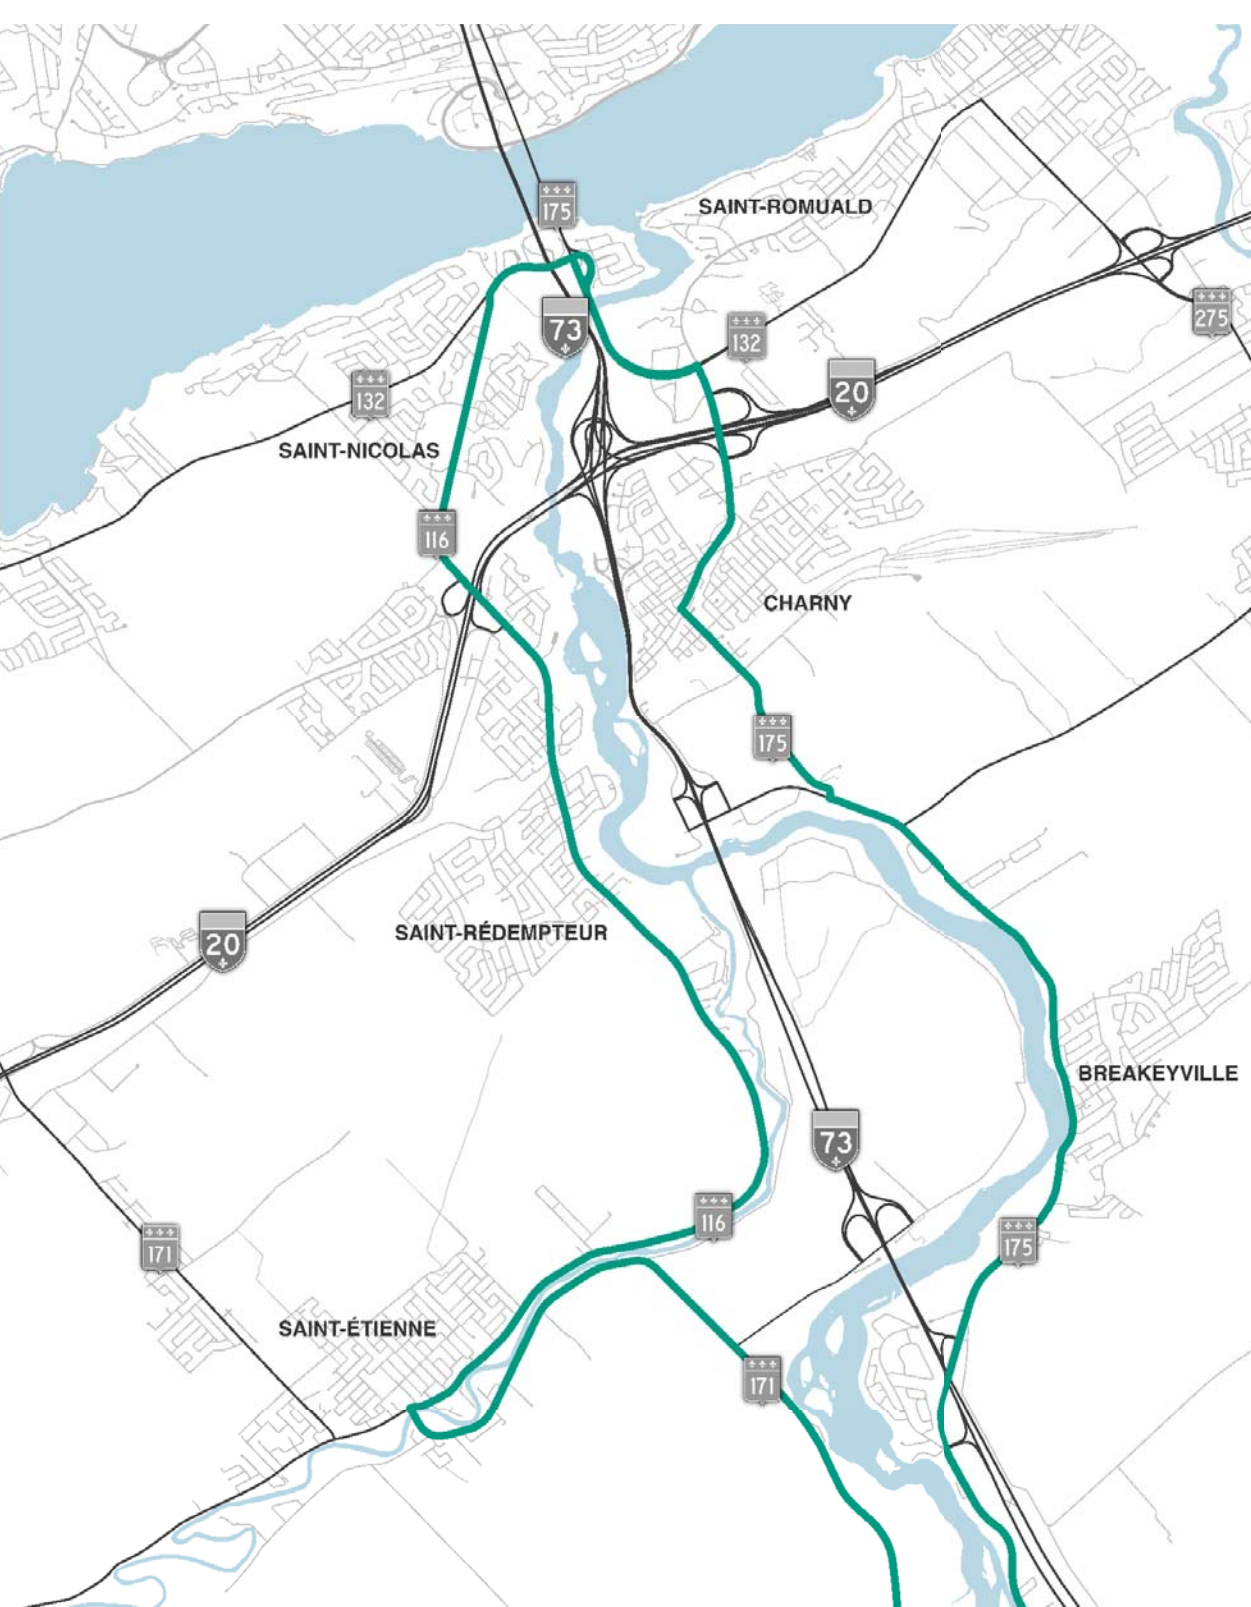 175
SAINT-ROMUALD
275
73
132
20
132
SAINT-NICOLAS
116
CHARNY
175
SAINT-RÉDEMPTEUR
20
BREAKEYVILLE
73
116
175
171
SAINT-ÉTIENNE
171